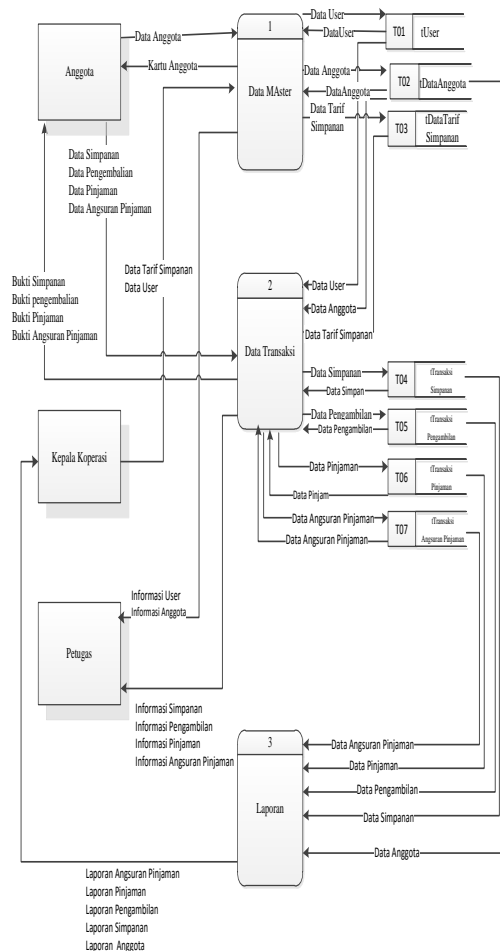 Data User
1
T01
tUser
Data Anggota
DataUser
Anggota
Kartu Anggota
Data MAster
Data Anggota
T02
tDataAnggota
DataAnggota
Data Tarif
Simpanan
T03
tDataTarif
Simpanan
Data Simpanan
Data Pengembalian
Data Pinjaman
Data Angsuran Pinjaman
Bukti Simpanan
Bukti pengembalian
Bukti Pinjaman
Bukti Angsuran Pinjaman
Data Tarif Simpanan
Data User
2
Data User
Data Anggota
Data Transaksi
Data Tarif Simpanan
Data Simpanan
Data Simpan
T04
tTransaksi
Simpanan
Data Pengambilan
Data Pengambilan
T05
tTransaksi
Pengambilan
Kepala Koperasi
Data Pinjaman
Data Pinjam
T06
tTransaksi
Pinjaman
Data Angsuran Pinjaman
Data Angsuran Pinjaman
T07
tTransaksi
Angsuran Pinjaman
Informasi User
Informasi Anggota
Petugas
Informasi Simpanan
Informasi Pengambilan
Informasi Pinjaman
Informasi Angsuran Pinjaman
3
Laporan
Data Angsuran Pinjaman
Data Pinjaman
Data Pengambilan
Data Simpanan
Data Anggota
Laporan Angsuran Pinjaman
Laporan Pinjaman
Laporan Pengambilan
Laporan Simpanan
Laporan Anggota